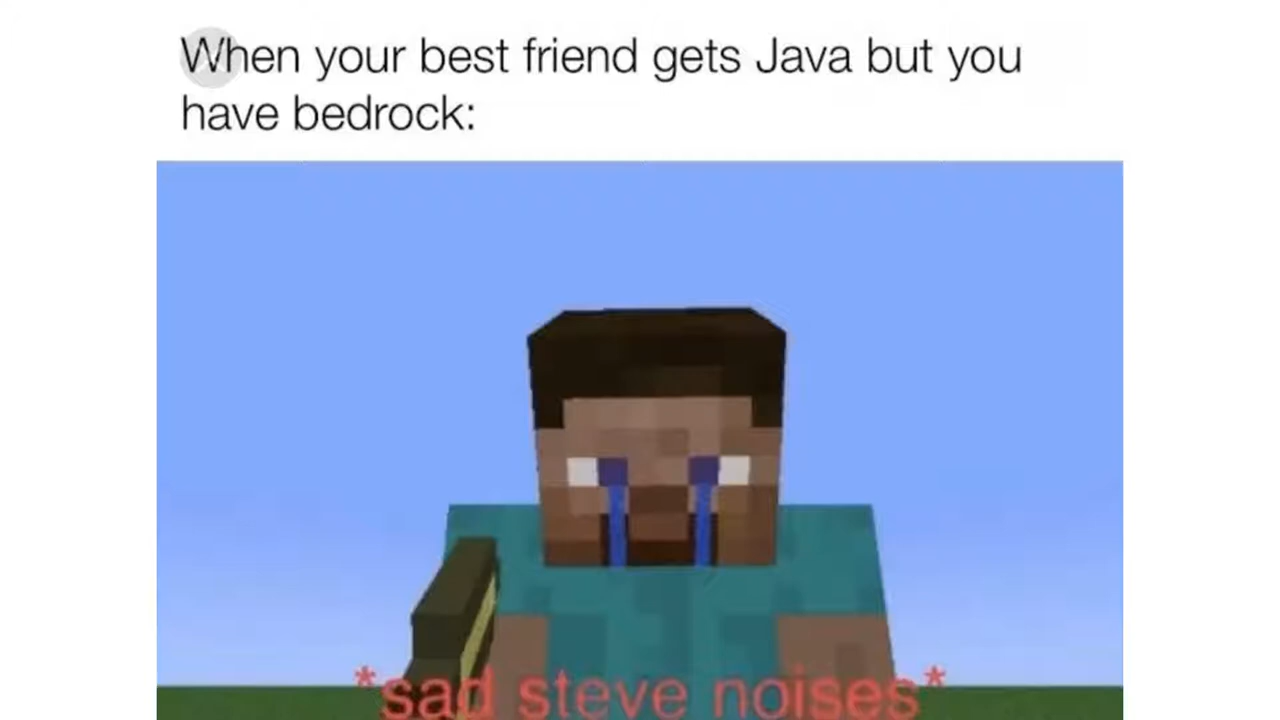 When your best friend gets Java but you
have bedrock:
*sad steve noises*